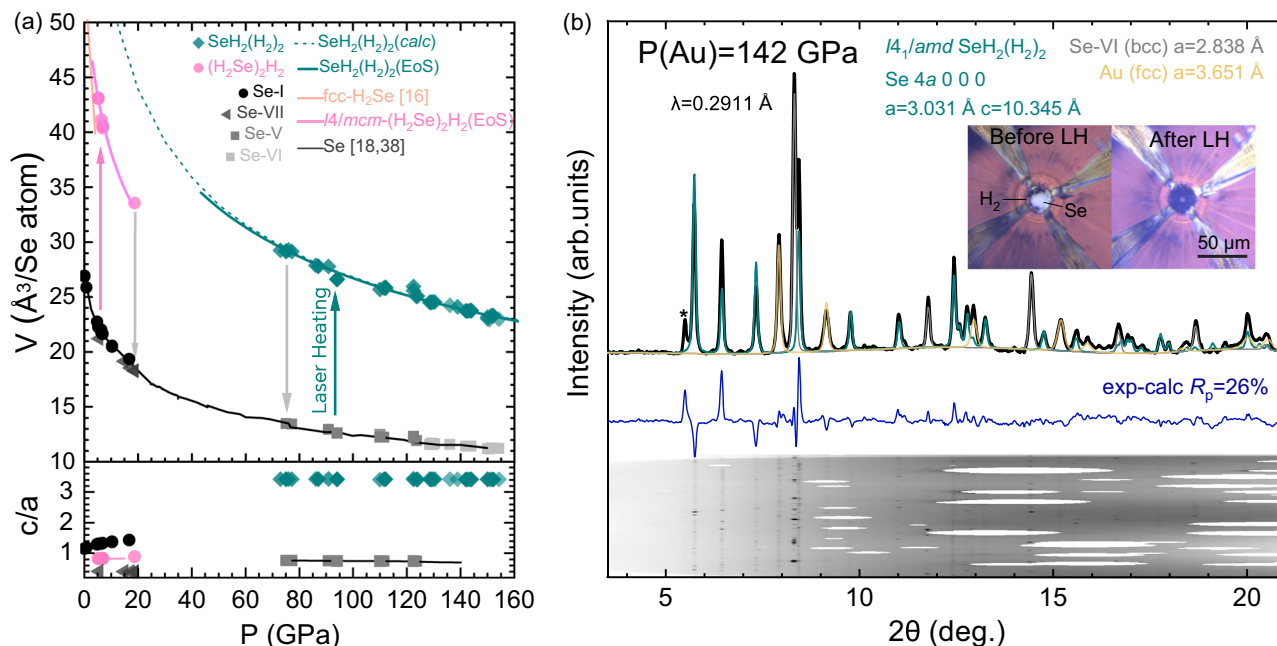 (a)
SeH₂(H₂)₂
(H₂Se)₂H₂
Se-I
Se-VII
Se-V
Se-VI
SeH₂(H₂)₂(calc)
SeH₂(H₂)₂(EoS)
fcc-H₂Se [16]
I4/mcm-(H₂Se)₂H₂(EoS)
Se [18,38]
V (Å³/Se atom)
50
45
40
35
30
25
20
15
10
Laser Heating
c/a
3
2
1
0 20 40 60 80 100 120 140 160
P (GPa)
(b)
P(Au)=142 GPa
λ=0.2911 Å
I4₁/amd SeH₂(H₂)₂
Se 4a 0 0 0
a=3.031 Å c=10.345 Å
Se-VI (bcc) a=2.838 Å
Au (fcc) a=3.651 Å
Before LH
After LH
H₂
Se
50 µm
*
Intensity (arb.units)
exp-calc Rₚ=26%
5 10 15 20
2θ (deg.)